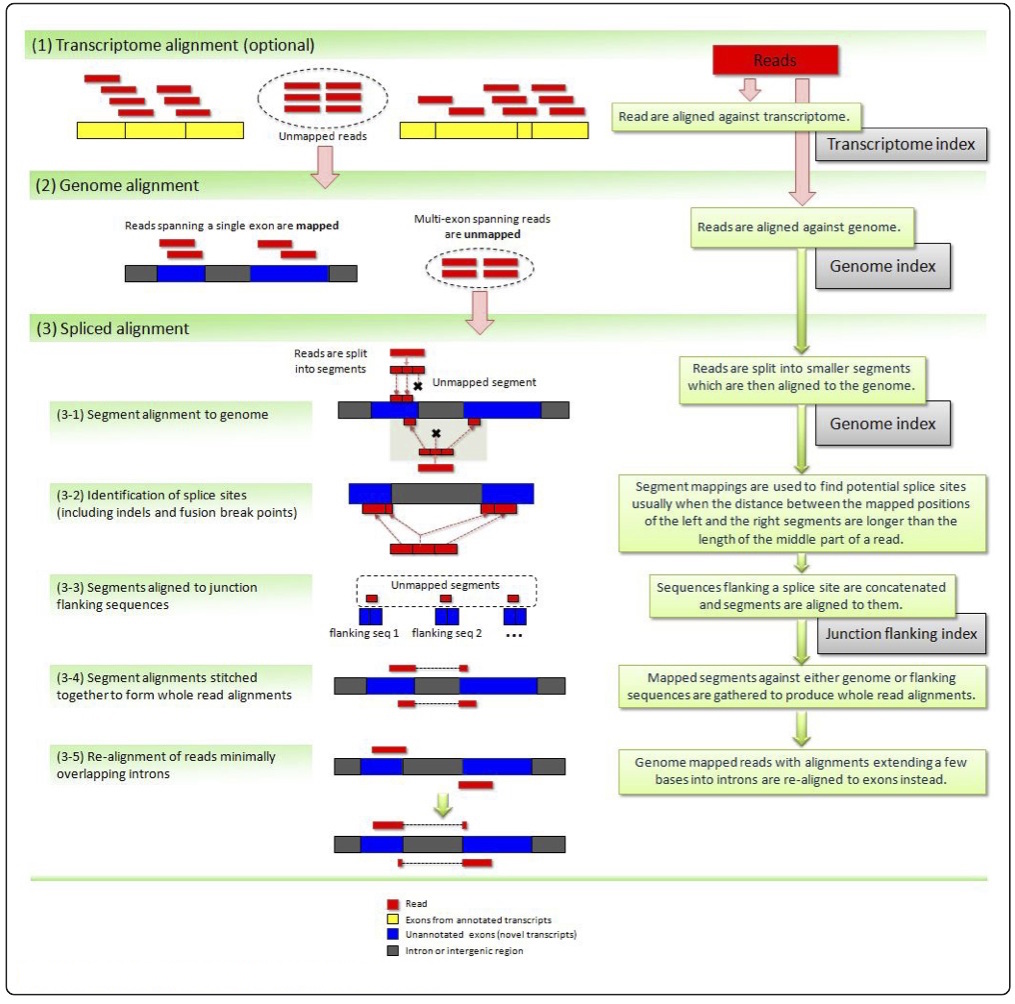 (1) Transcriptome alignment (optional)
Reads
Unmapped reads
Read are aligned against transcriptome.
Transcriptome index
(2) Genome alignment
Reads spanning a single exon are mapped
Multi-exon spanning reads
are unmapped
Reads are aligned against genome.
Genome index
(3) Spliced alignment
Reads are split
into segments
Unmapped segment
(3-1) Segment alignment to genome
Reads are split into smaller segments
which are then aligned to the genome.
Genome index
(3-2) Identification of splice sites
(including indels and fusion break points)
Segment mappings are used to find potential splice sites
usually when the distance between the mapped positions
of the left and the right segments are longer than the
length of the middle part of a read.
(3-3) Segments aligned to junction
flanking sequences
Unmapped segments
flanking seq 1
flanking seq 2
...
Sequences flanking a splice site are concatenated
and segments are aligned to them.
Junction flanking index
(3-4) Segment alignments stitched
together to form whole read alignments
Mapped segments against either genome or flanking
sequences are gathered to produce whole read alignments.
(3-5) Re-alignment of reads minimally
overlapping introns
Genome mapped reads with alignments extending a few
bases into introns are re-aligned to exons instead.
Read
Exons from annotated transcripts
Unannotated exons (novel transcripts)
Intron or intergenic region